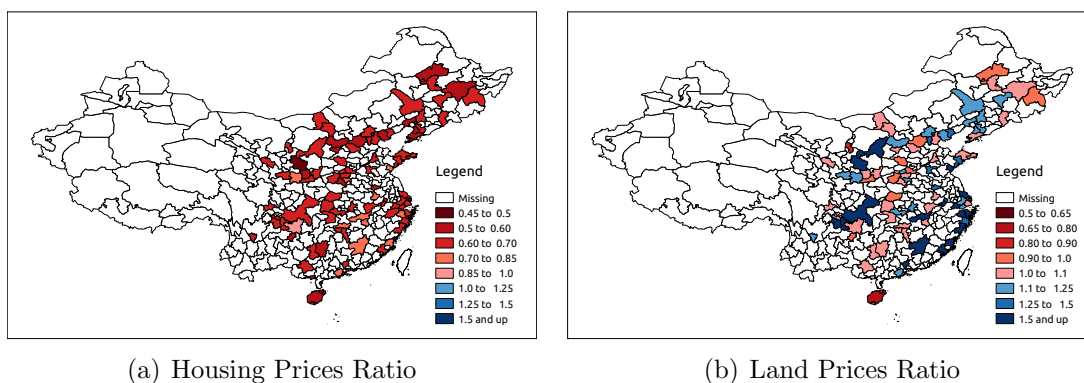 Legend
Missing
0.45 to 0.5
0.5 to 0.60
0.60 to 0.70
0.70 to 0.85
0.85 to 1.0
1.0 to 1.25
1.25 to 1.5
1.5 and up
(a) Housing Prices Ratio
Legend
Missing
0.5 to 0.65
0.65 to 0.80
0.80 to 0.90
0.90 to 1.0
1.0 to 1.1
1.1 to 1.25
1.25 to 1.5
1.5 and up
(b) Land Prices Ratio